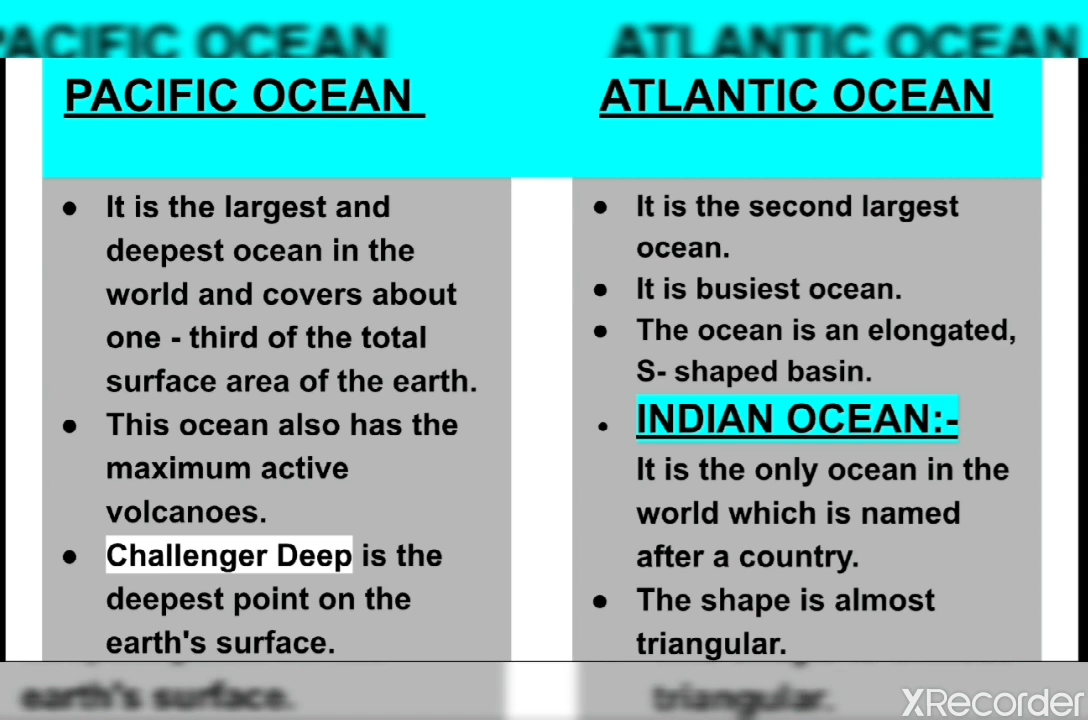 PACIFIC OCEAN
ATLANTIC OCEAN
PACIFIC OCEAN
● It is the largest and
deepest ocean in the
world and covers about
one - third of the total
surface area of the earth.
● This ocean also has the
maximum active
volcanoes.
● Challenger Deep is the
deepest point on the
earth's surface.
ATLANTIC OCEAN
● It is the second largest
ocean.
● It is busiest ocean.
● The ocean is an elongated,
S- shaped basin.
● INDIAN OCEAN:-
It is the only ocean in the
world which is named
after a country.
● The shape is almost
triangular.
earth's surface.
triangular.
XRecorder